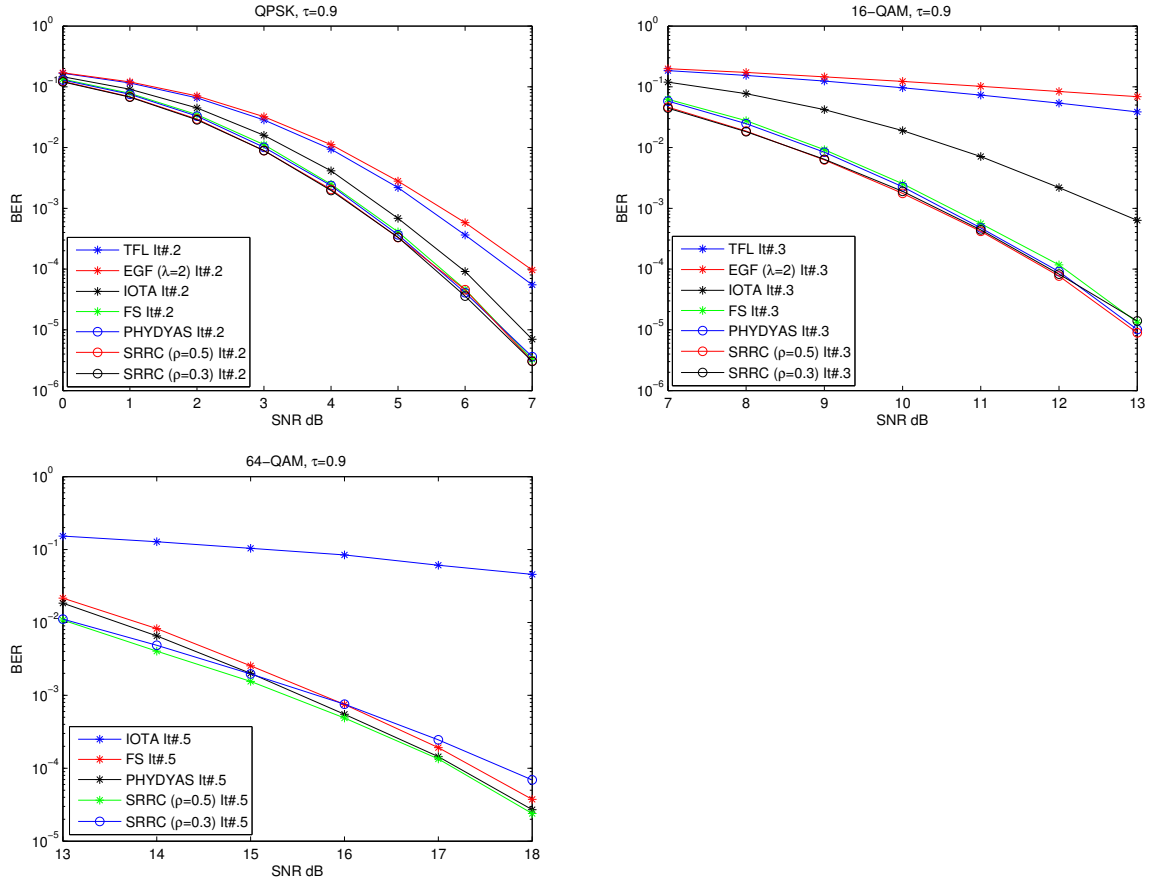 QPSK, τ=0.9
10^0
10^-1
10^-2
10^-3
10^-4
10^-5
10^-6
BER
0 1 2 3 4 5 6 7
SNR dB
TFL It#.2
EGF (λ=2) It#.2
IOTA It#.2
FS It#.2
PHYDYAS It#.2
SRRC (ρ=0.5) It#.2
SRRC (ρ=0.3) It#.2
16−QAM, τ=0.9
10^0
10^-1
10^-2
10^-3
10^-4
10^-5
10^-6
BER
7 8 9 10 11 12 13
SNR dB
TFL It#.3
EGF (λ=2) It#.3
IOTA It#.3
FS It#.3
PHYDYAS It#.3
SRRC (ρ=0.5) It#.3
SRRC (ρ=0.3) It#.3
64−QAM, τ=0.9
10^0
10^-1
10^-2
10^-3
10^-4
10^-5
BER
13 14 15 16 17 18
SNR dB
IOTA It#.5
FS It#.5
PHYDYAS It#.5
SRRC (ρ=0.5) It#.5
SRRC (ρ=0.3) It#.5